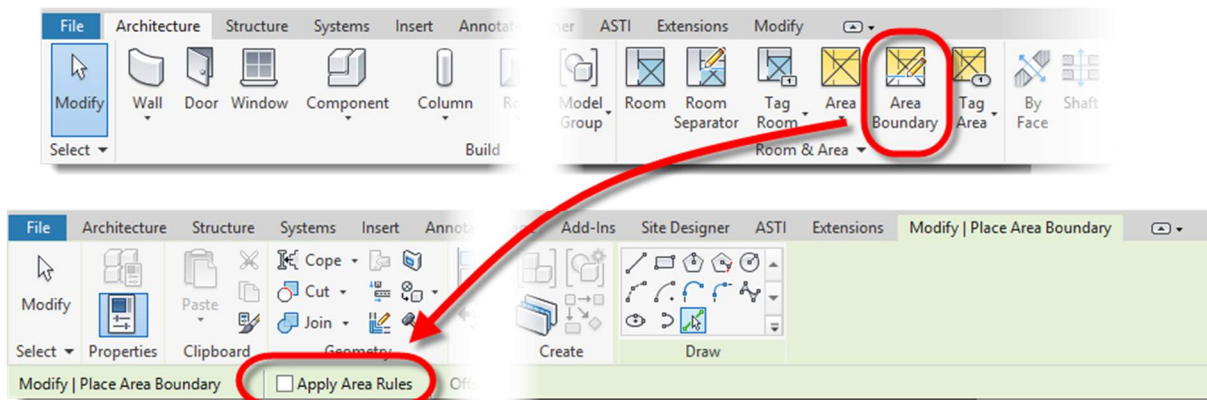 File Architecture Structure Systems Insert Annota ASTI Extensions Modify
Modify Wall Door Window Component Column Model Group Room Room Separator Tag Room Area Area Boundary Tag Area By Face Shaft
Select Build Room & Area
File Architecture Structure Systems Insert Add-Ins Site Designer ASTI Extensions Modify | Place Area Boundary
Cope
Modify Paste Cut
Join
Select Properties Clipboard Geometry Create Draw
Modify | Place Area Boundary Apply Area Rules